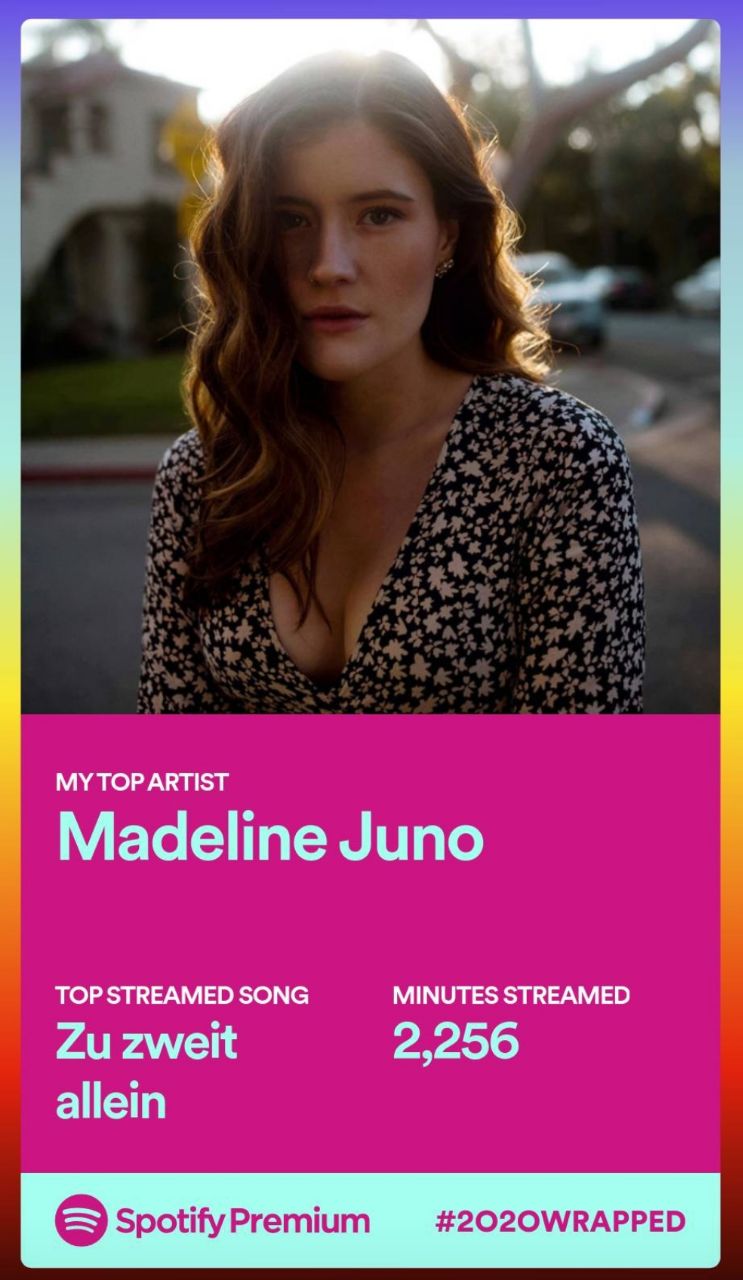 MY TOP ARTIST
Madeline Juno
TOP STREAMED SONG
Zu zweit
allein
MINUTES STREAMED
2,256
Spotify Premium
#2020WRAPPED